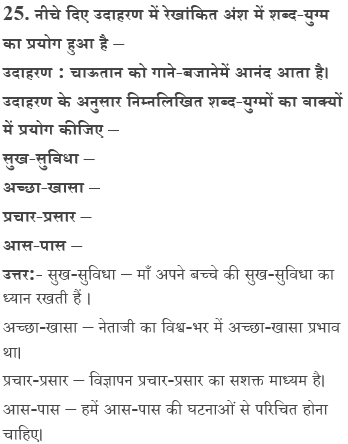 25. नीचे दिए उदाहरण में रेखांकित अंश में शब्द-युग्म
का प्रयोग हुआ है –
उदाहरण : चाऊतान को गाने-बजानेमें आनंद आता है।
उदाहरण के अनुसार निम्नलिखित शब्द-युग्मों का वाक्यों
में प्रयोग कीजिए –
सुख-सुबिधा –
अच्छा-खासा –
प्रचार-प्रसार –
आस-पास –
उत्तर:- सुख-सुविधा – माँ अपने बच्चे की सुख-सुविधा का
ध्यान रखती हैं ।
अच्छा-खासा – नेताजी का विश्व-भर में अच्छा-खासा प्रभाव
था।
प्रचार-प्रसार – विज्ञापन प्रचार-प्रसार का सशक्त माध्यम है।
आस-पास – हमें आस-पास की घटनाओं से परिचित होना
चाहिए।